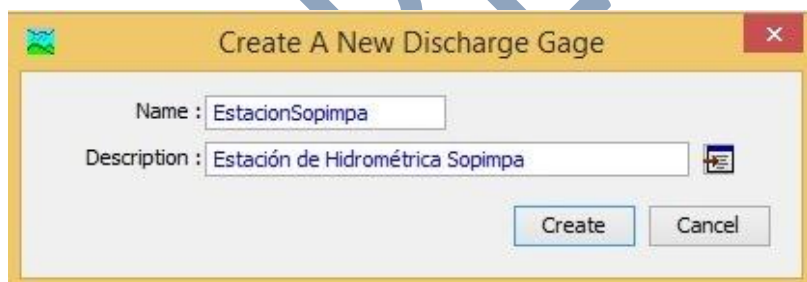 Create A New Discharge Gage
Name : EstacionSopimpa
Description : Estación de Hidrométrica Sopimpa
Create Cancel